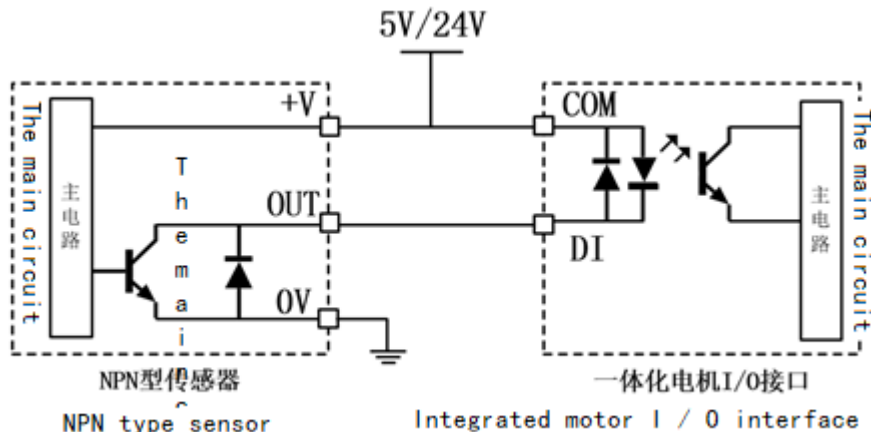 5V/24V
+V
COM
The main circuit
主电路
Themainc
OUT
DI
0V
主电路
The main circuit
NPN型传感器
一体化电机I/O接口
NPN type sensor
Integrated motor I / O interface